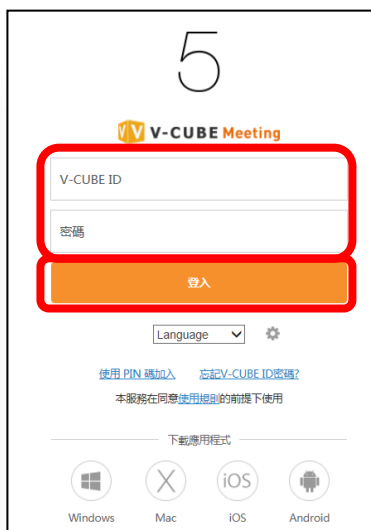 5
V-CUBE Meeting
V-CUBE ID
密碼
登入
Language
使用 PIN 碼加入 忘記V-CUBE ID密碼?
本服務在同意使用規則的前提下使用
下載應用程式
X iOS
Windows Mac iOS Android